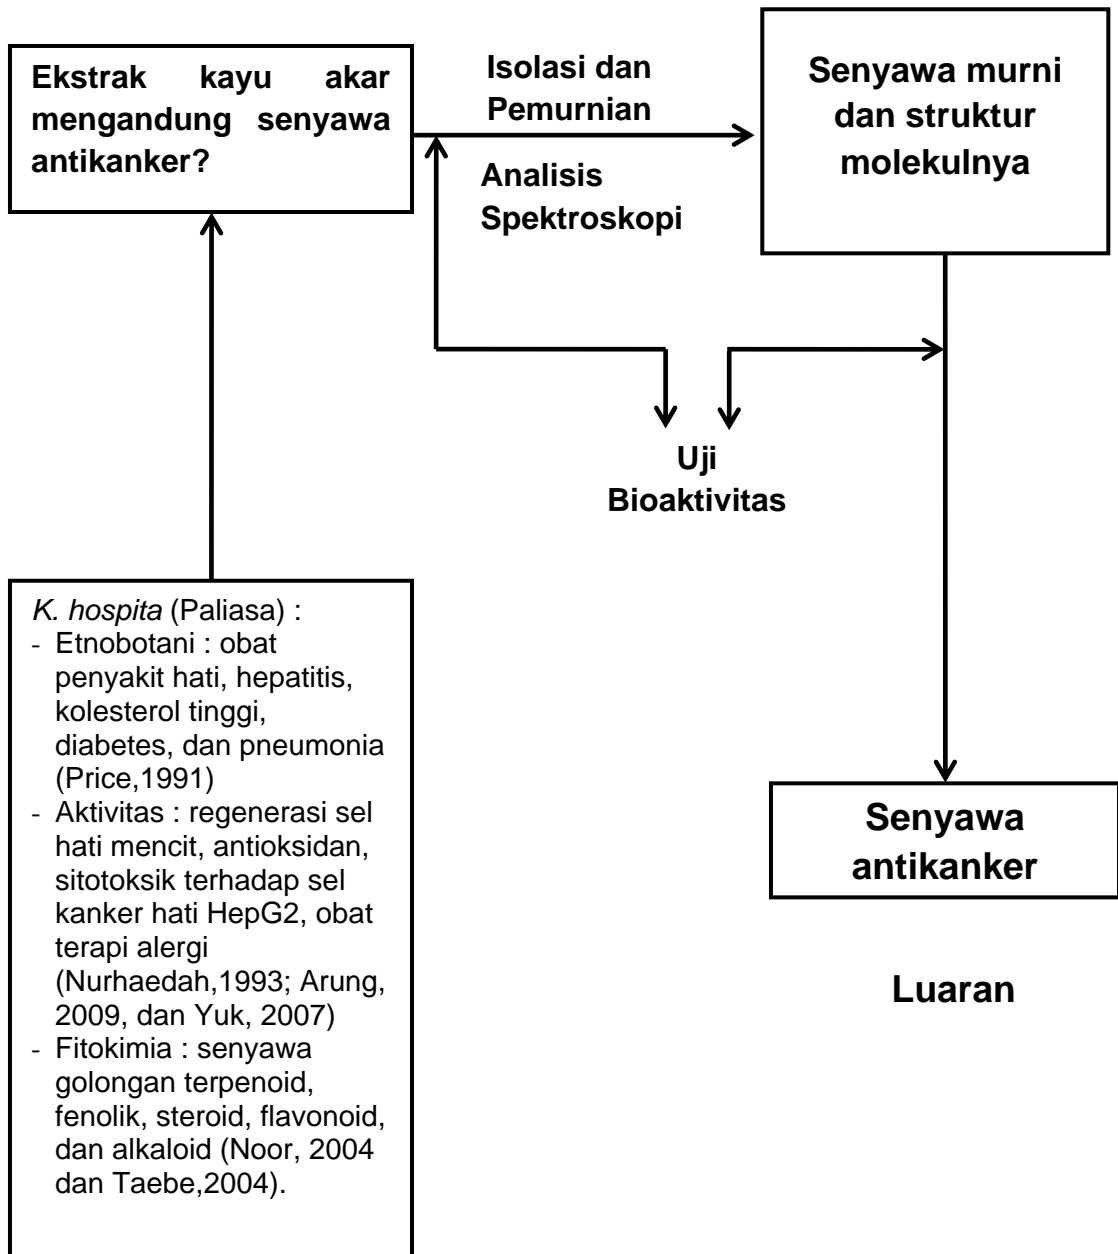 Ekstrak kayu akar
mengandung senyawa
antikanker?
Isolasi dan
Pemurnian
Analisis
Spektroskopi
Senyawa murni
dan struktur
molekulnya
Uji
Bioaktivitas
K. hospita (Paliasa) :
- Etnobotani : obat
penyakit hati, hepatitis,
kolesterol tinggi,
diabetes, dan pneumonia
(Price,1991)
- Aktivitas : regenerasi sel
hati mencit, antioksidan,
sitotoksik terhadap sel
kanker hati HepG2, obat
terapi alergi
(Nurhaedah,1993; Arung,
2009, dan Yuk, 2007)
- Fitokimia : senyawa
golongan terpenoid,
fenolik, steroid, flavonoid,
dan alkaloid (Noor, 2004
dan Taebe,2004).
Senyawa
antikanker
Luaran